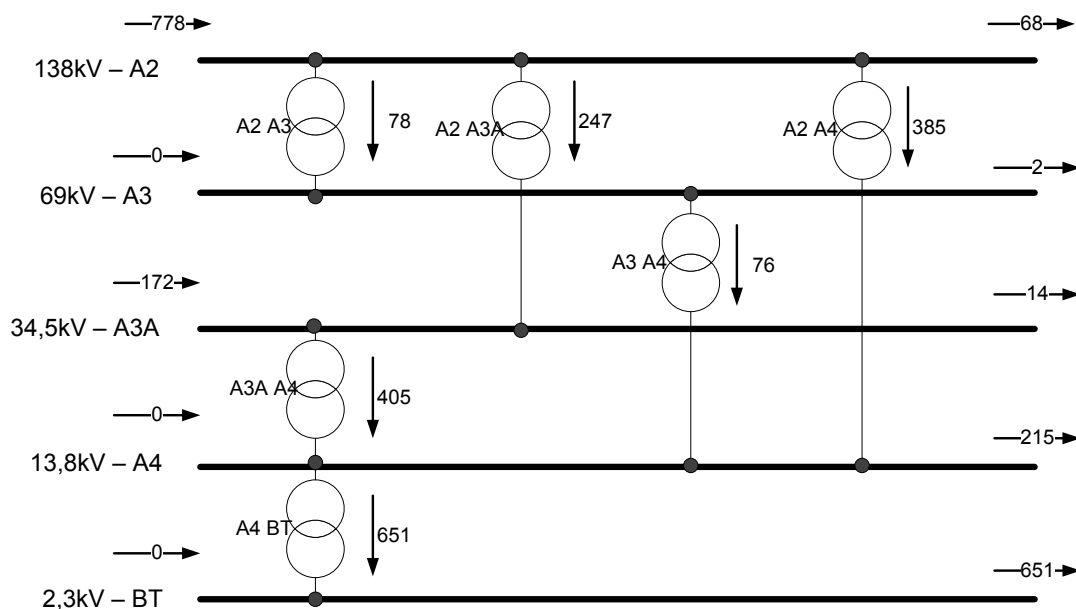 778
68
138kV – A2
A2 A3
78
A2 A3A
247
A2 A4
385
0
2
69kV – A3
A3 A4
76
172
14
34,5kV – A3A
A3A A4
405
0
215
13,8kV – A4
A4 BT
651
0
651
2,3kV – BT